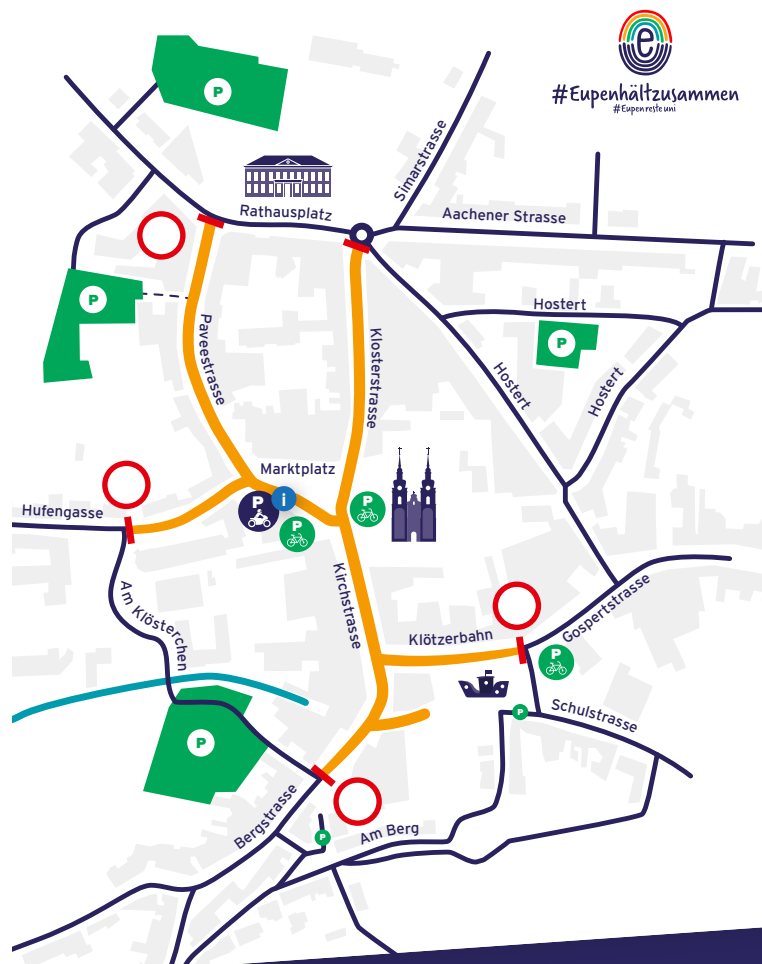 e
#Eupenhältzusammen
#Eupenresteuni
P
Simarstrasse
Rathausplatz
Aachener Strasse
P
Hostert
P
Paveestrasse
Klosterstrasse
Hostert
Hostert
Marktplatz
P
i
P
P
Hufengasse
Am Klösterchen
Kirchstrasse
Gospertstrasse
Klötzerbahn
P
P
Schulstrasse
P
Bergstrasse
P
Am Berg